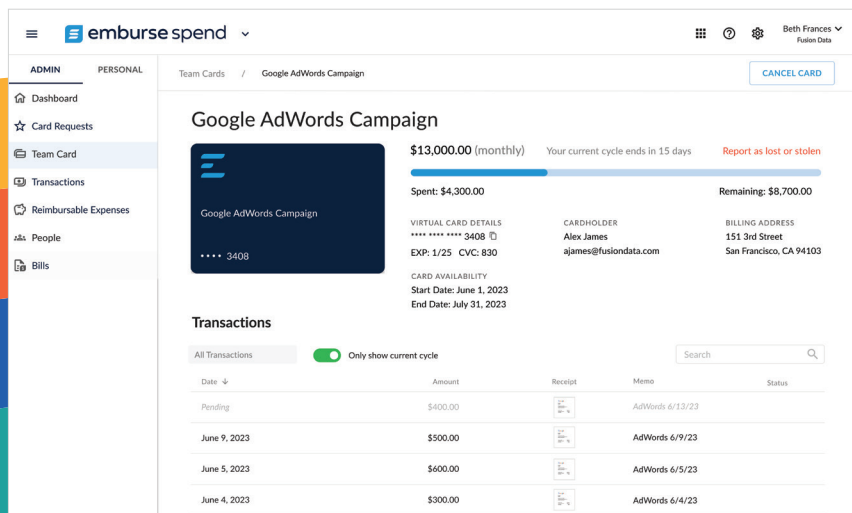 emburse spend
Beth Frances
Fusion Data
ADMIN PERSONAL
Team Cards / Google AdWords Campaign
CANCEL CARD
Dashboard
Card Requests
Team Card
Transactions
Reimbursable Expenses
People
Bills
Google AdWords Campaign
Google AdWords Campaign
•••• 3408
$13,000.00 (monthly) Your current cycle ends in 15 days Report as lost or stolen
Spent: $4,300.00 Remaining: $8,700.00
VIRTUAL CARD DETAILS
**** **** **** 3408
EXP: 1/25 CVC: 830
CARDHOLDER
Alex James
ajames@fusiondata.com
BILLING ADDRESS
151 3rd Street
San Francisco, CA 94103
CARD AVAILABILITY
Start Date: June 1, 2023
End Date: July 31, 2023
Transactions
All Transactions Only show current cycle Search
Date Amount Receipt Memo Status
Pending $400.00 AdWords 6/13/23
June 9, 2023 $500.00 AdWords 6/9/23
June 5, 2023 $600.00 AdWords 6/5/23
June 4, 2023 $300.00 AdWords 6/4/23